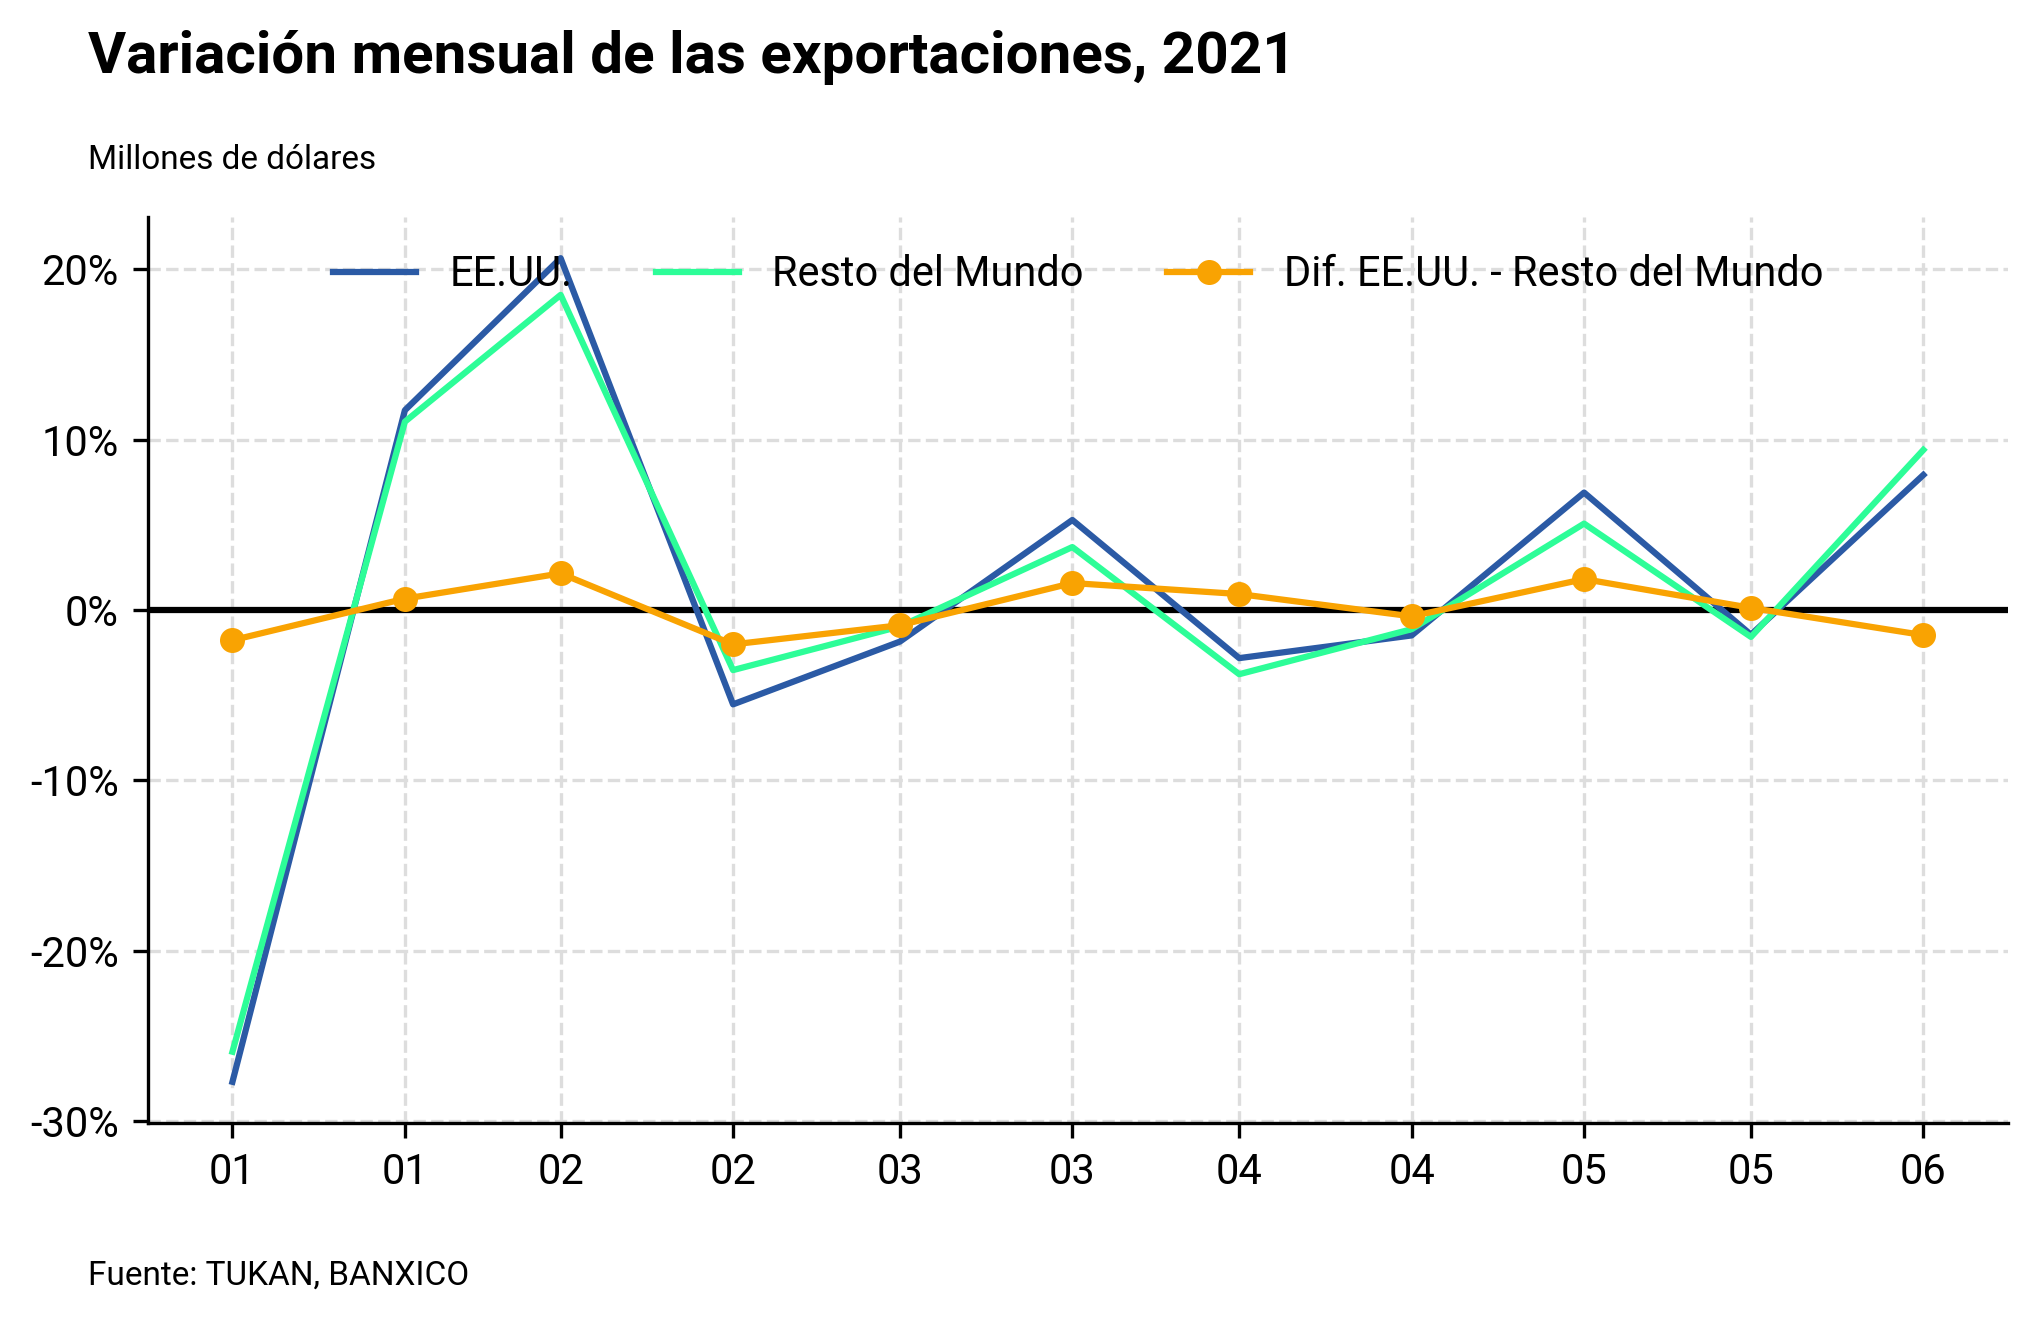 Variación mensual de las exportaciones, 2021
Millones de dólares
EE.UU. Resto del Mundo Dif. EE.UU. - Resto del Mundo
20%
10%
0%
-10%
-20%
-30%
01 01 02 02 03 03 04 04 05 05 06
Fuente: TUKAN, BANXICO